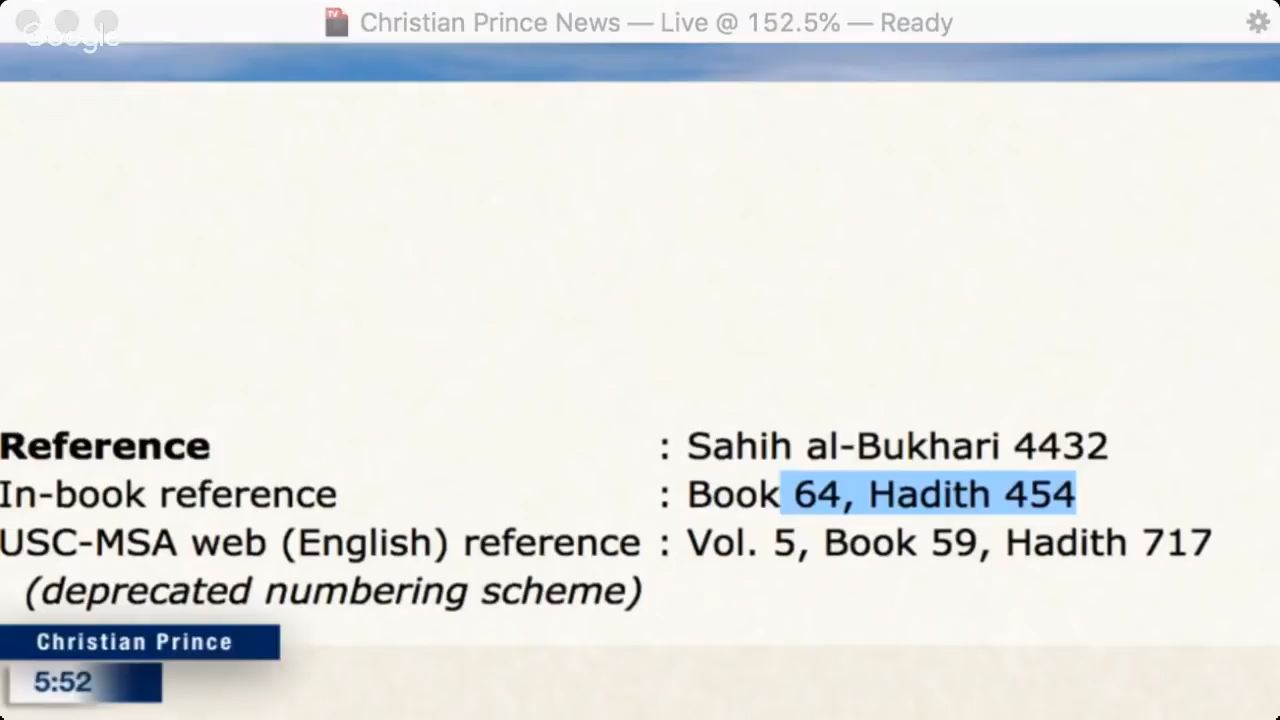 Christian Prince News — Live @ 152.5% — Ready
Google
Reference : Sahih al-Bukhari 4432
In-book reference : Book 64, Hadith 454
USC-MSA web (English) reference : Vol. 5, Book 59, Hadith 717
(deprecated numbering scheme)
Christian Prince
5:52